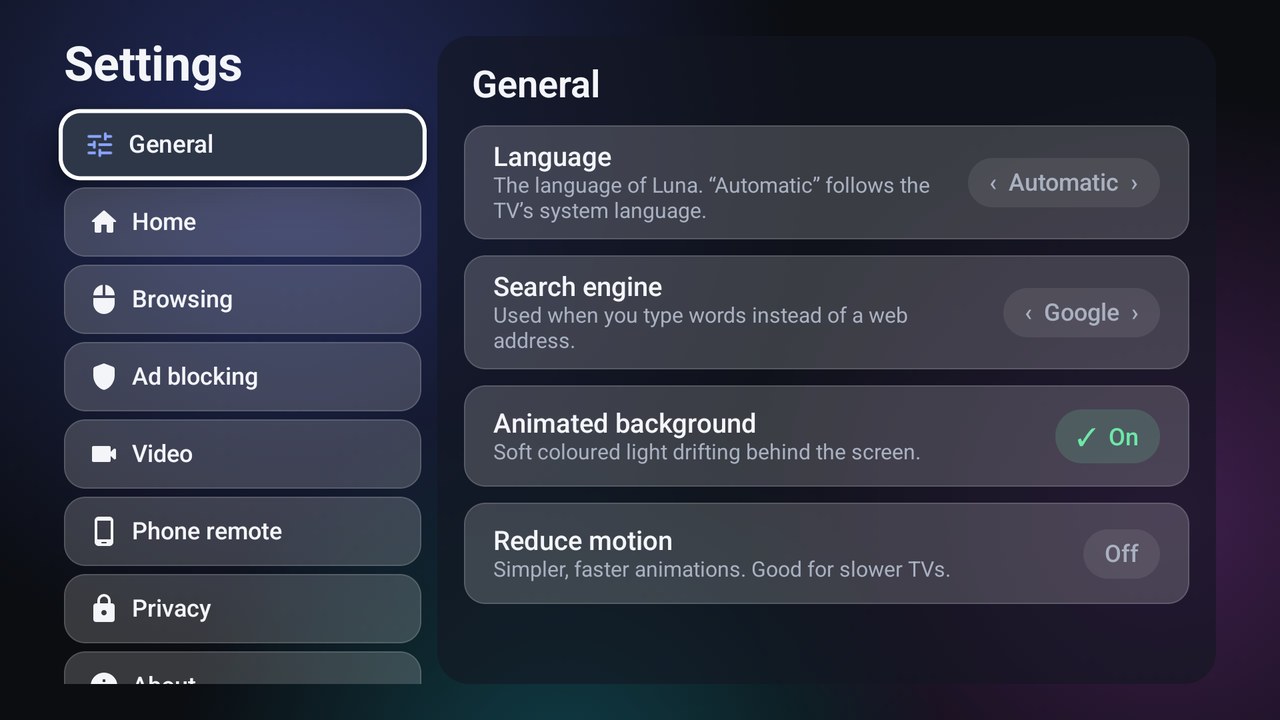 Settings
General
Home
Browsing
Ad blocking
Video
Phone remote
Privacy
About
General
Language
The language of Luna. “Automatic” follows the
TV’s system language.
‹ Automatic ›
Search engine
Used when you type words instead of a web
address.
‹ Google ›
Animated background
Soft coloured light drifting behind the screen.
✓ On
Reduce motion
Simpler, faster animations. Good for slower TVs.
Off